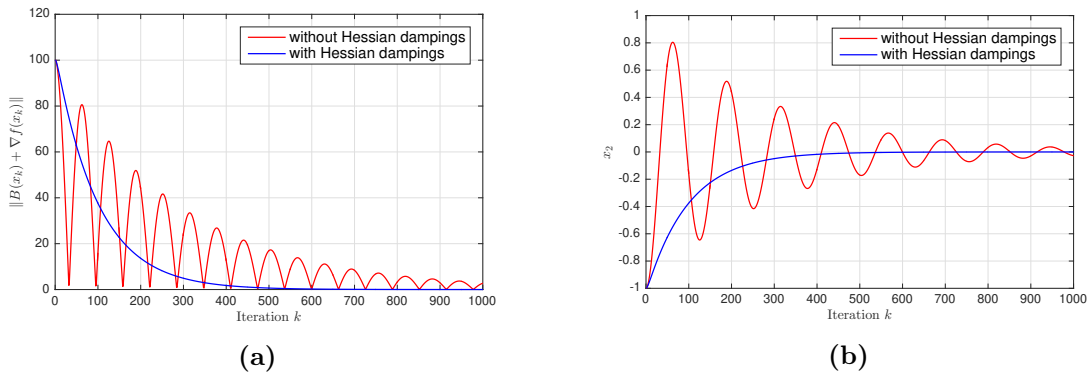 without Hessian dampings
with Hessian dampings
‖B(x_k) + ∇f(x_k)‖
120
100
80
60
40
20
0
0 100 200 300 400 500 600 700 800 900 1000
Iteration k
(a)
without Hessian dampings
with Hessian dampings
x_2
1
0.8
0.6
0.4
0.2
0
-0.2
-0.4
-0.6
-0.8
-1
0 100 200 300 400 500 600 700 800 900 1000
Iteration k
(b)